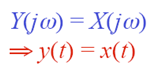 Y(jω) = X(jω)
⇒ y(t) = x(t)